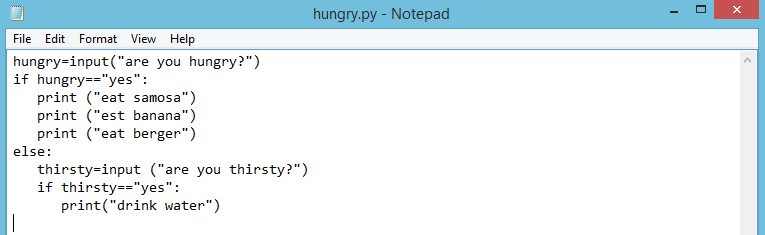 hungry.py - Notepad
File Edit Format View Help
hungry=input("are you hungry?")
if hungry=="yes":
   print ("eat samosa")
   print ("est banana")
   print ("eat berger")
else:
   thirsty=input ("are you thirsty?")
   if thirsty=="yes":
      print("drink water")